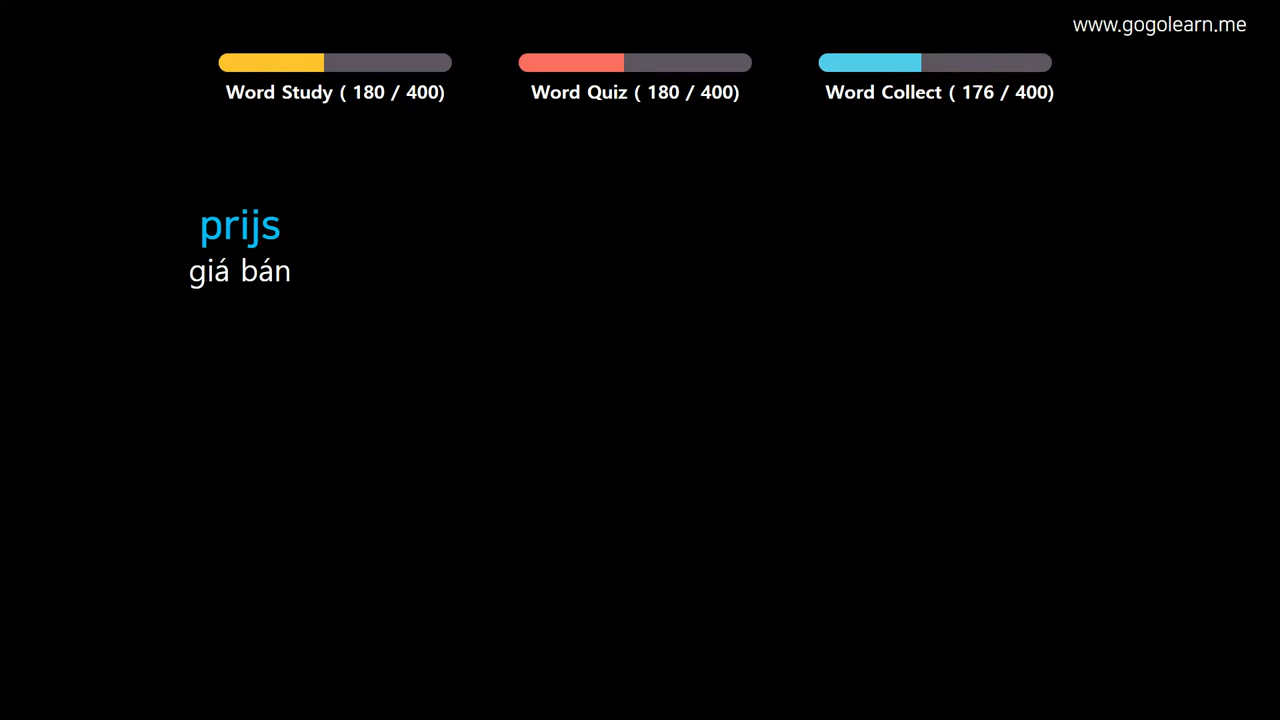 www.gogolearn.me
Word Study ( 180 / 400)
Word Quiz ( 180 / 400)
Word Collect ( 176 / 400)
prijs
giá bán